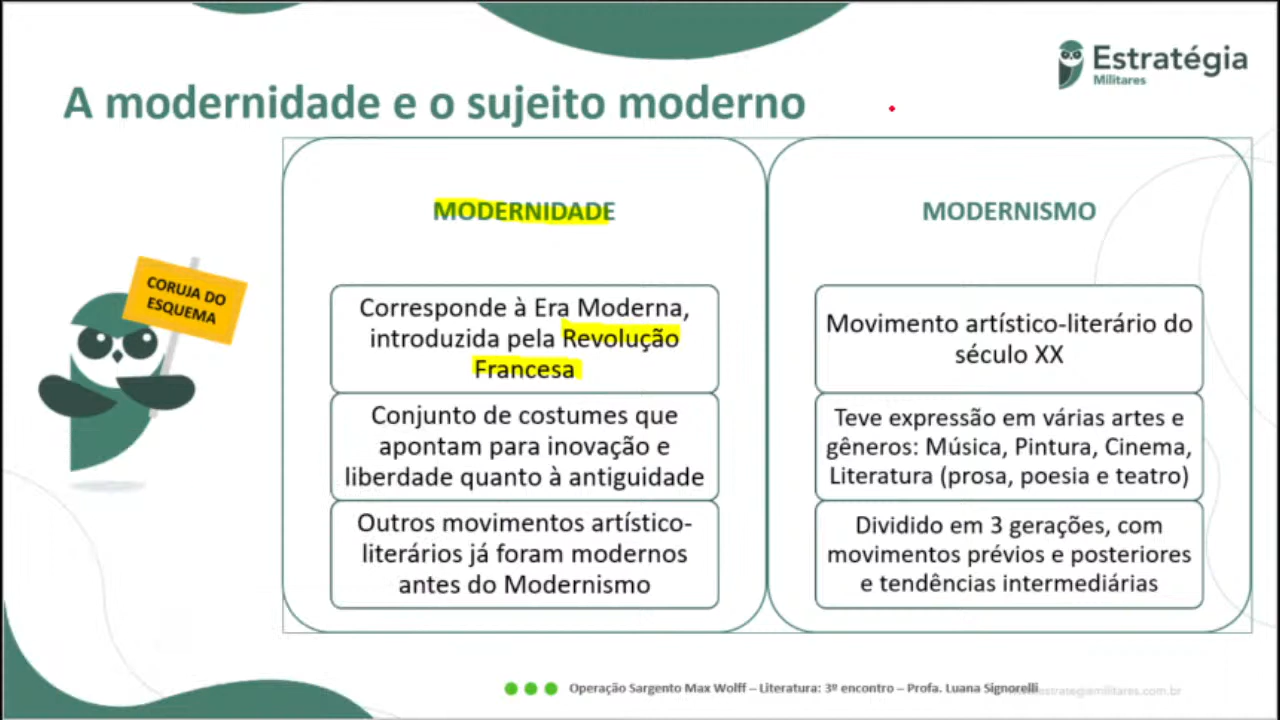 Estratégia
Militares
A modernidade e o sujeito moderno
CORUJA DO
ESQUEMA
MODERNIDADE
Corresponde à Era Moderna,
introduzida pela Revolução
Francesa
Conjunto de costumes que
apontam para inovação e
liberdade quanto à antiguidade
Outros movimentos artístico-
literários já foram modernos
antes do Modernismo
MODERNISMO
Movimento artístico-literário do
século XX
Teve expressão em várias artes e
gêneros: Música, Pintura, Cinema,
Literatura (prosa, poesia e teatro)
Dividido em 3 gerações, com
movimentos prévios e posteriores
e tendências intermediárias
Operação Sargento Max Wolff – Literatura: 3º encontro – Profa. Luana Signorelli